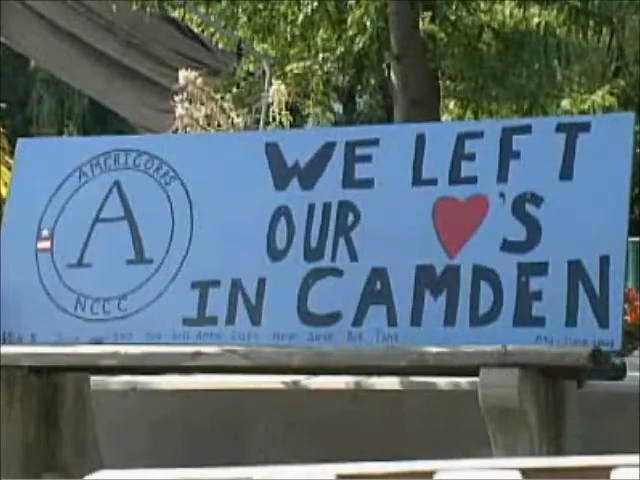 AMERICORPS
A
NCCC
WE LEFT
OUR ♥'S
IN CAMDEN